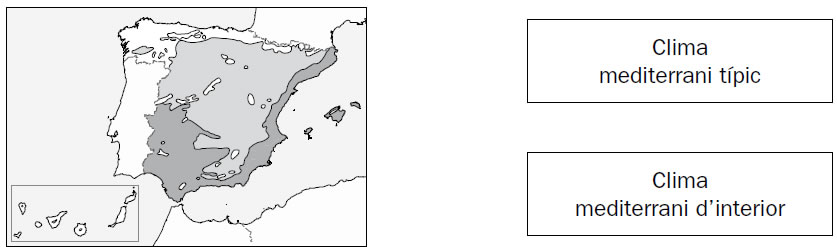 Clima
mediterrani típic
Clima
mediterrani d'interior